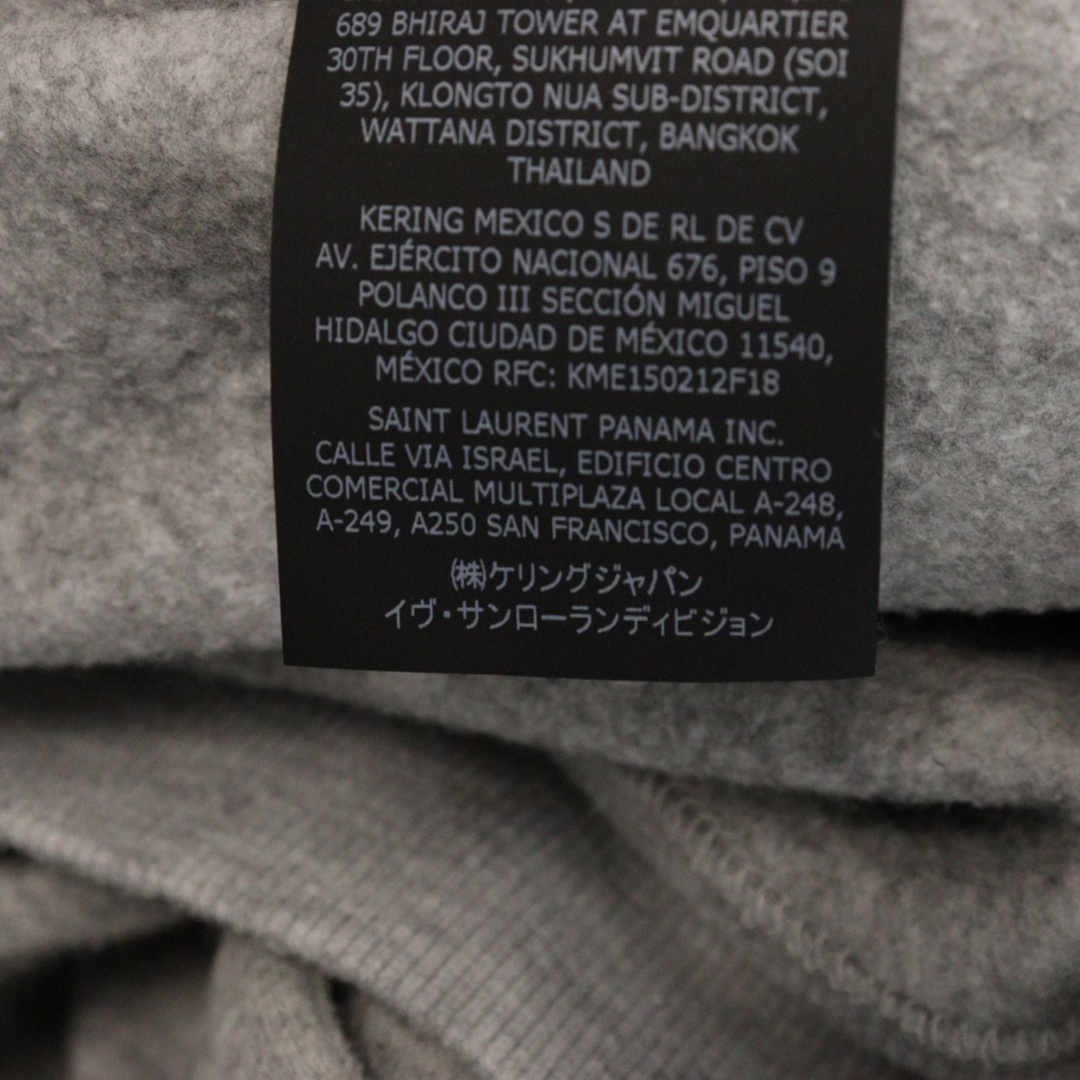 689 BHIRAJ TOWER AT EMQUARTIER
30TH FLOOR, SUKHUMVIT ROAD (SOI
35), KLONGTO NUA SUB-DISTRICT,
WATTANA DISTRICT, BANGKOK
THAILAND
KERING MEXICO S DE RL DE CV
AV. EJÉRCITO NACIONAL 676, PISO 9
POLANCO III SECCIÓN MIGUEL
HIDALGO CIUDAD DE MÉXICO 11540,
MÉXICO RFC: KME150212F18
SAINT LAURENT PANAMA INC.
CALLE VIA ISRAEL, EDIFICIO CENTRO
COMERCIAL MULTIPLAZA LOCAL A-248,
A-249, A250 SAN FRANCISCO, PANAMÁ
㈱ケリングジャパン
イヴ・サンローランディビジョン